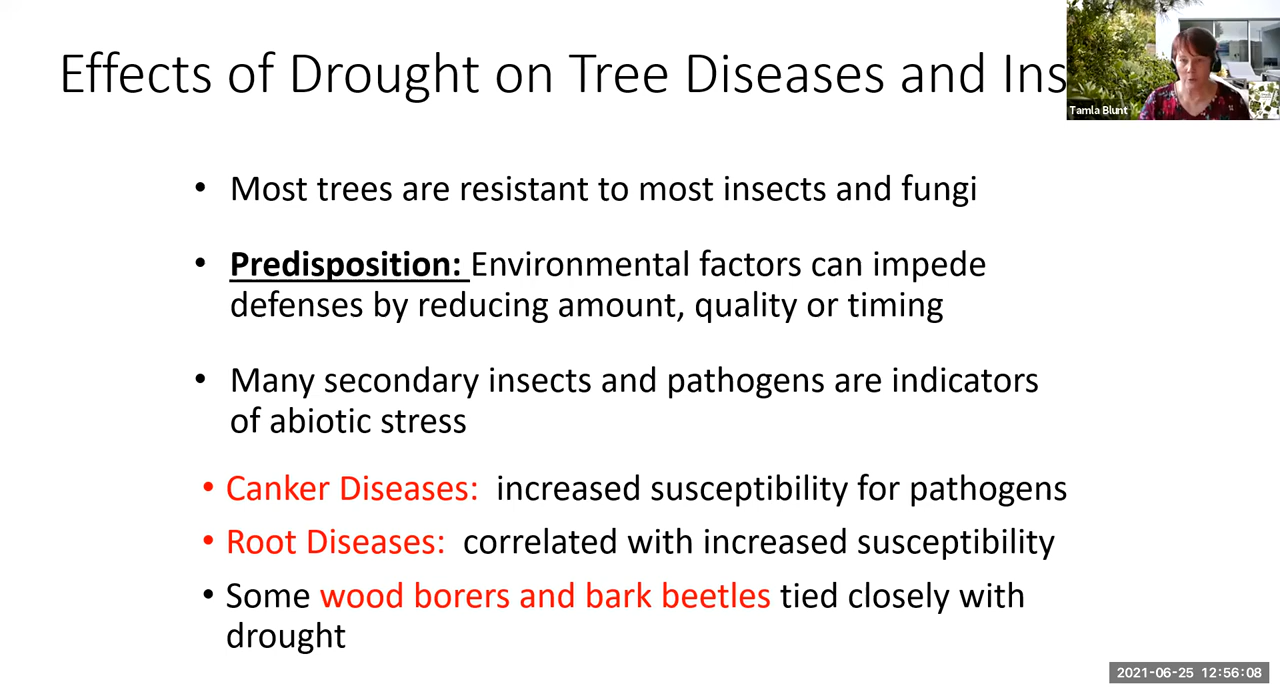 Effects of Drought on Tree Diseases and Ins
Tamla Blunt
• Most trees are resistant to most insects and fungi
• Predisposition: Environmental factors can impede
defenses by reducing amount, quality or timing
• Many secondary insects and pathogens are indicators
of abiotic stress
• Canker Diseases: increased susceptibility for pathogens
• Root Diseases: correlated with increased susceptibility
• Some wood borers and bark beetles tied closely with
drought
2021-06-25 12:56:08